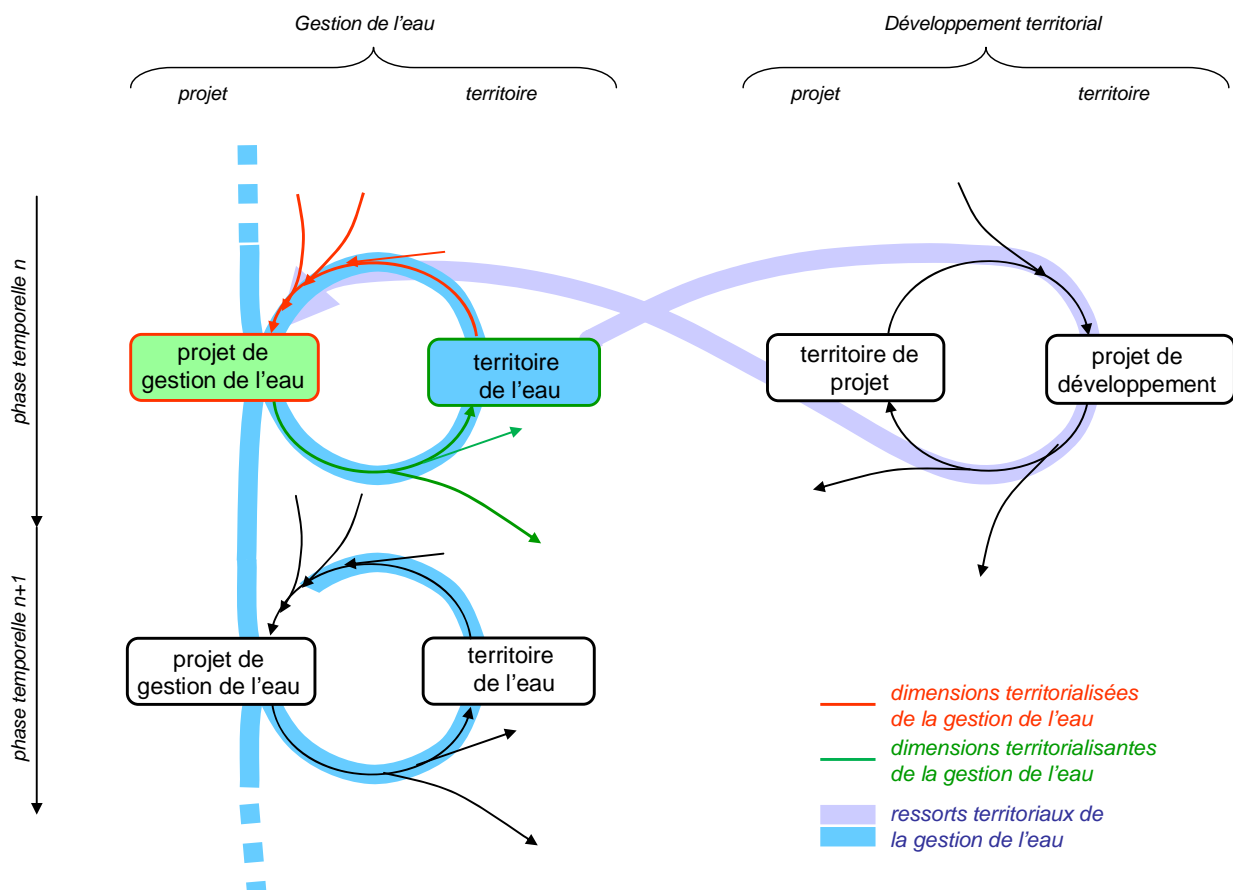 Gestion de l'eau
Développement territorial
projet
territoire
projet
territoire
phase temporelle n
projet de
gestion de l'eau
territoire
de l'eau
territoire de
projet
projet de
développement
phase temporelle n+1
projet de
gestion de l'eau
territoire
de l'eau
dimensions territorialisées
de la gestion de l'eau
dimensions territorialisantes
de la gestion de l'eau
ressorts territoriaux de
la gestion de l'eau